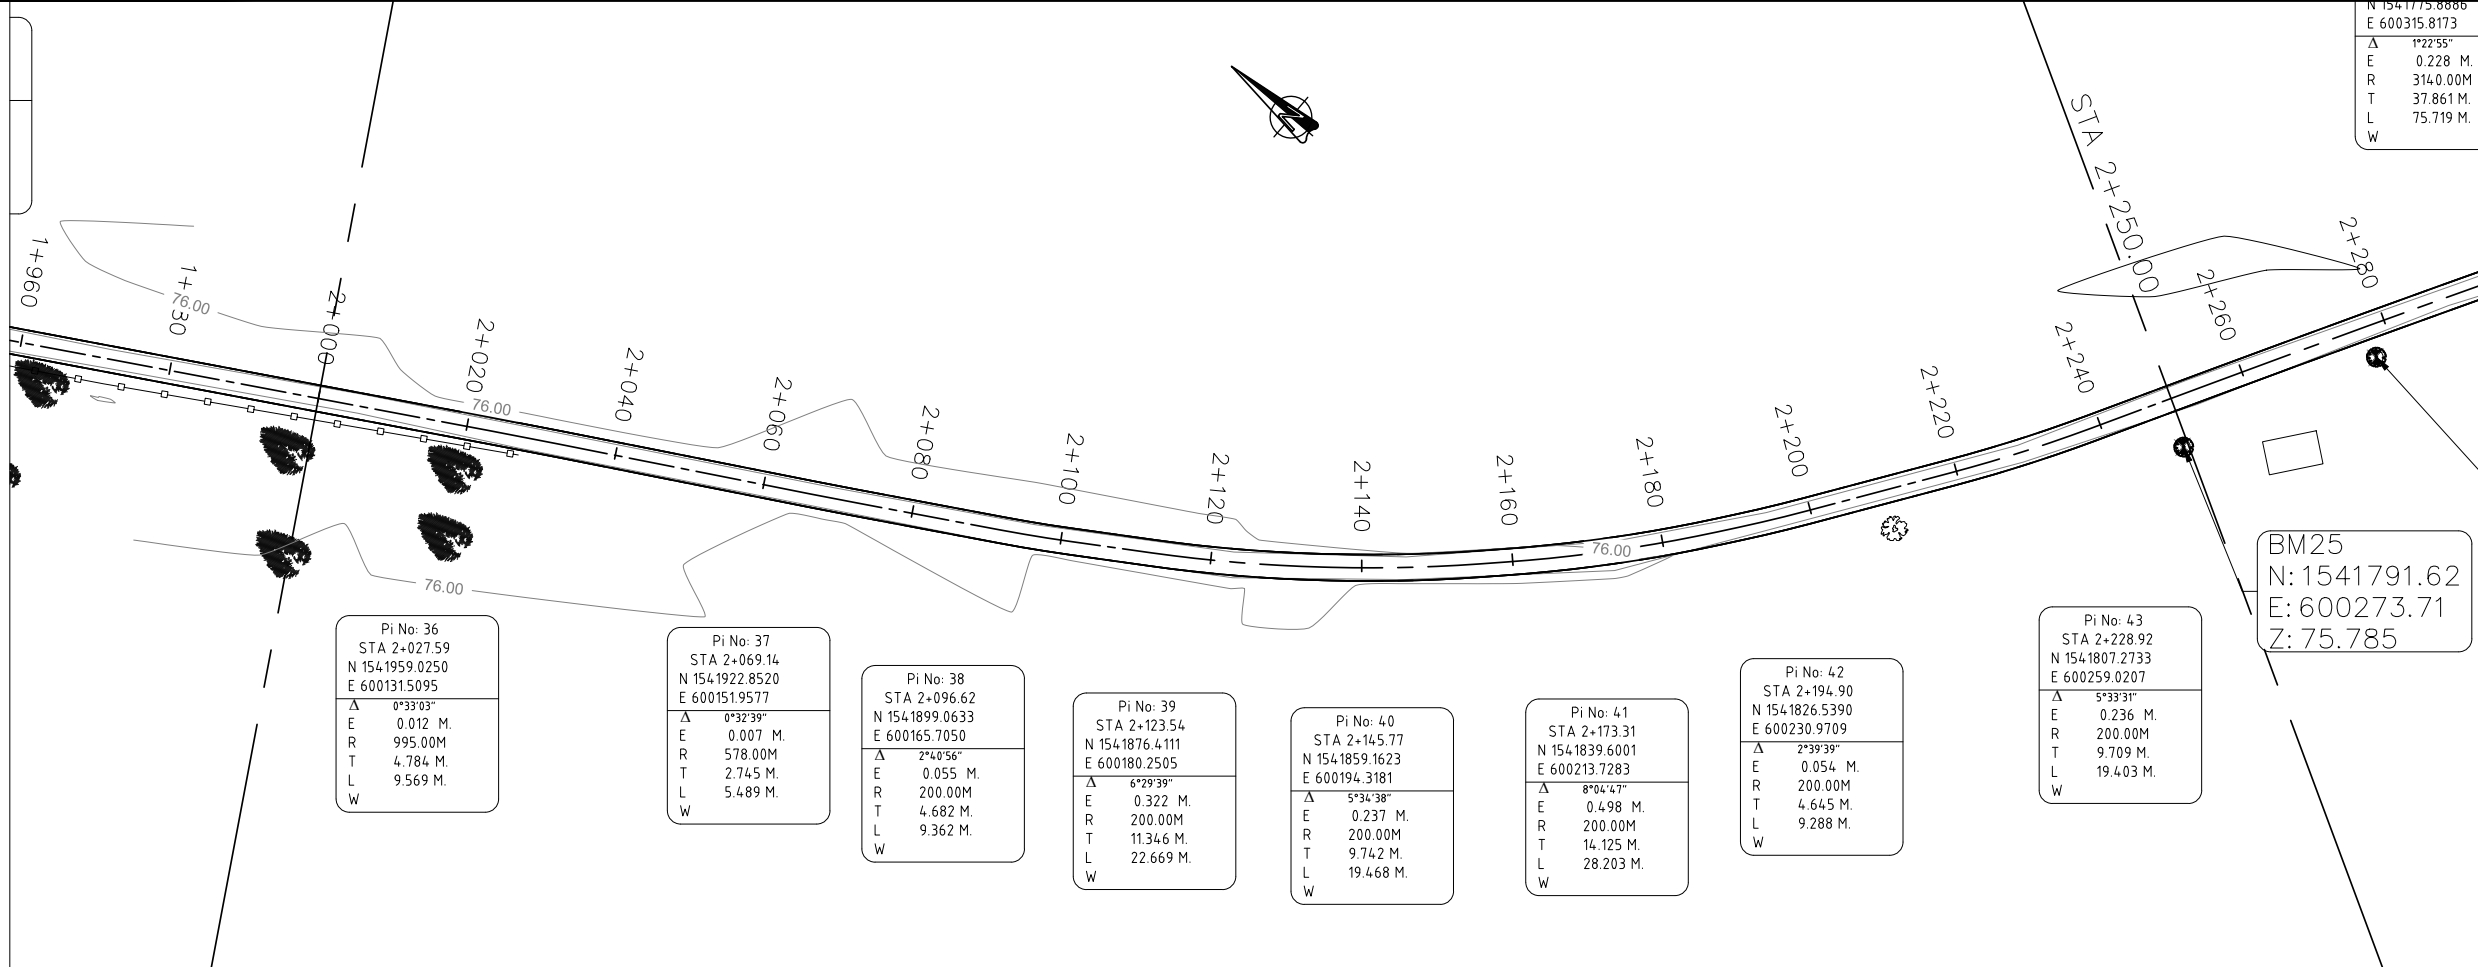 N 1541775.8886
E 600315.8173
Δ 1°22'55"
E 0.228 M.
R 3140.00M
T 37.861 M.
L 75.719 M.
W
STA 2+250.00
1+960
1+980
2+000
2+020
2+040
2+060
2+080
2+100
2+120
2+140
2+160
2+180
2+200
2+220
2+240
2+260
2+280
76.00
76.00
76.00
76.00
BM25
N: 1541791.62
E: 600273.71
Z: 75.785
Pi No: 36
STA 2+027.59
N 1541959.0250
E 600131.5095
Δ 0°33'03"
E 0.012 M.
R 995.00M
T 4.784 M.
L 9.569 M.
W
Pi No: 37
STA 2+069.14
N 1541922.8520
E 600151.9577
Δ 0°32'39"
E 0.007 M.
R 578.00M
T 2.745 M.
L 5.489 M.
W
Pi No: 38
STA 2+096.62
N 1541899.0633
E 600165.7050
Δ 2°40'56"
E 0.055 M.
R 200.00M
T 4.682 M.
L 9.362 M.
W
Pi No: 39
STA 2+123.54
N 1541876.4111
E 600180.2505
Δ 6°29'39"
E 0.322 M.
R 200.00M
T 11.346 M.
L 22.669 M.
W
Pi No: 40
STA 2+145.77
N 1541859.1623
E 600194.3181
Δ 5°34'38"
E 0.237 M.
R 200.00M
T 9.742 M.
L 19.468 M.
W
Pi No: 41
STA 2+173.31
N 1541839.6001
E 600213.7283
Δ 8°04'47"
E 0.498 M.
R 200.00M
T 14.125 M.
L 28.203 M.
W
Pi No: 42
STA 2+194.90
N 1541826.5390
E 600230.9709
Δ 2°39'39"
E 0.054 M.
R 200.00M
T 4.645 M.
L 9.288 M.
W
Pi No: 43
STA 2+228.92
N 1541807.2733
E 600259.0207
Δ 5°33'31"
E 0.236 M.
R 200.00M
T 9.709 M.
L 19.403 M.
W